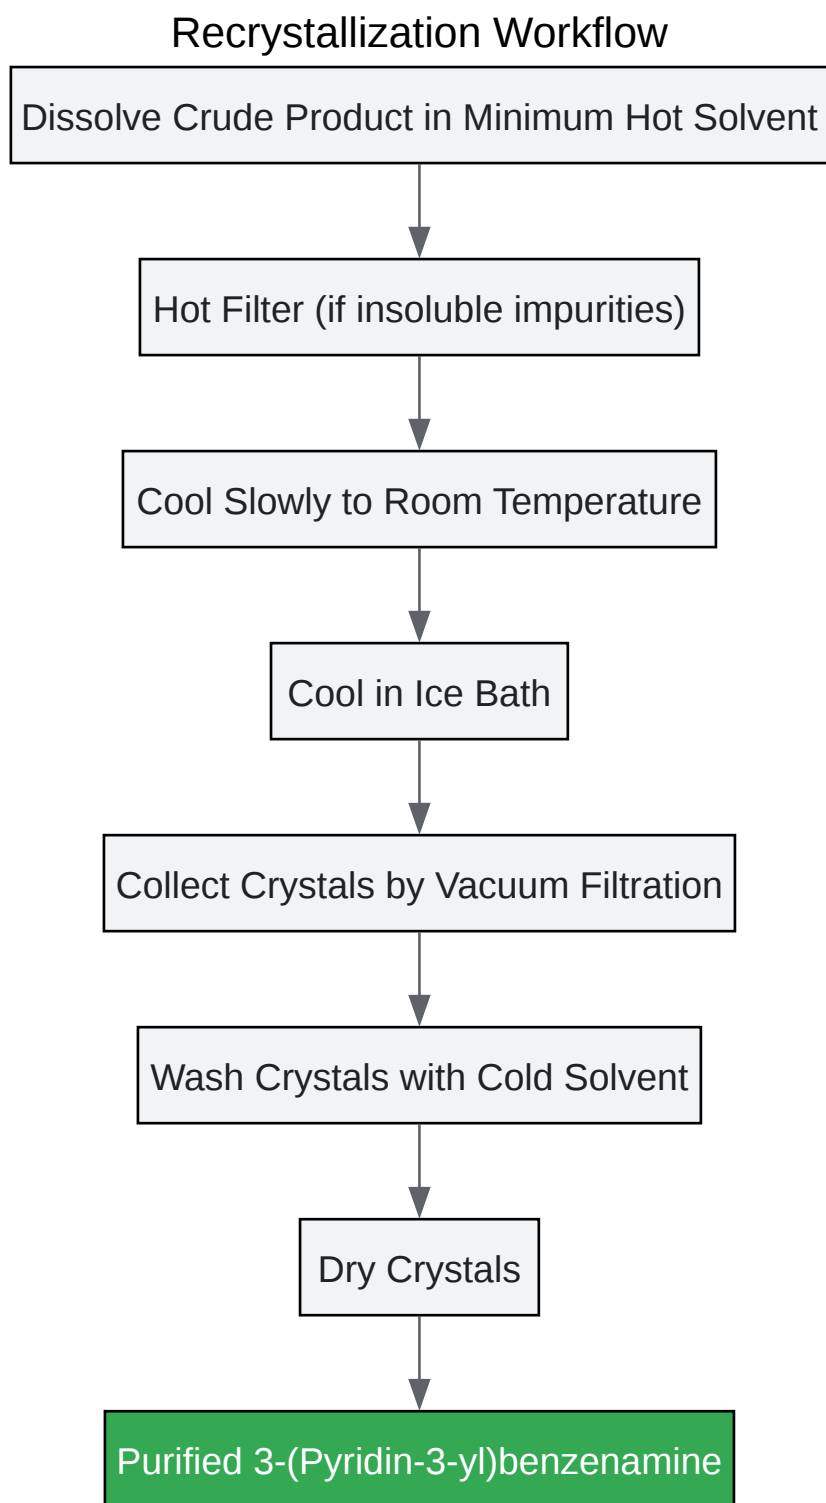 Recrystallization Workflow
Dissolve Crude Product in Minimum Hot Solvent
Hot Filter (if insoluble impurities)
Cool Slowly to Room Temperature
Cool in Ice Bath
Collect Crystals by Vacuum Filtration
Wash Crystals with Cold Solvent
Dry Crystals
Purified 3-(Pyridin-3-yl)benzenamine